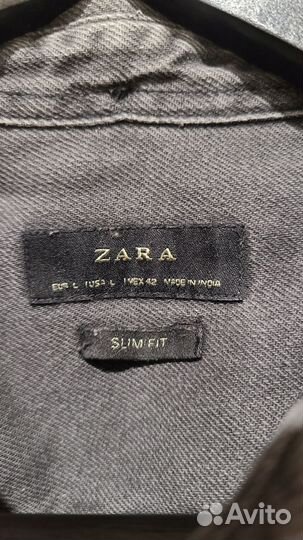 ZARA
EUR L USA L MEX 42 MADE IN INDIA
SLIM FIT
Avito